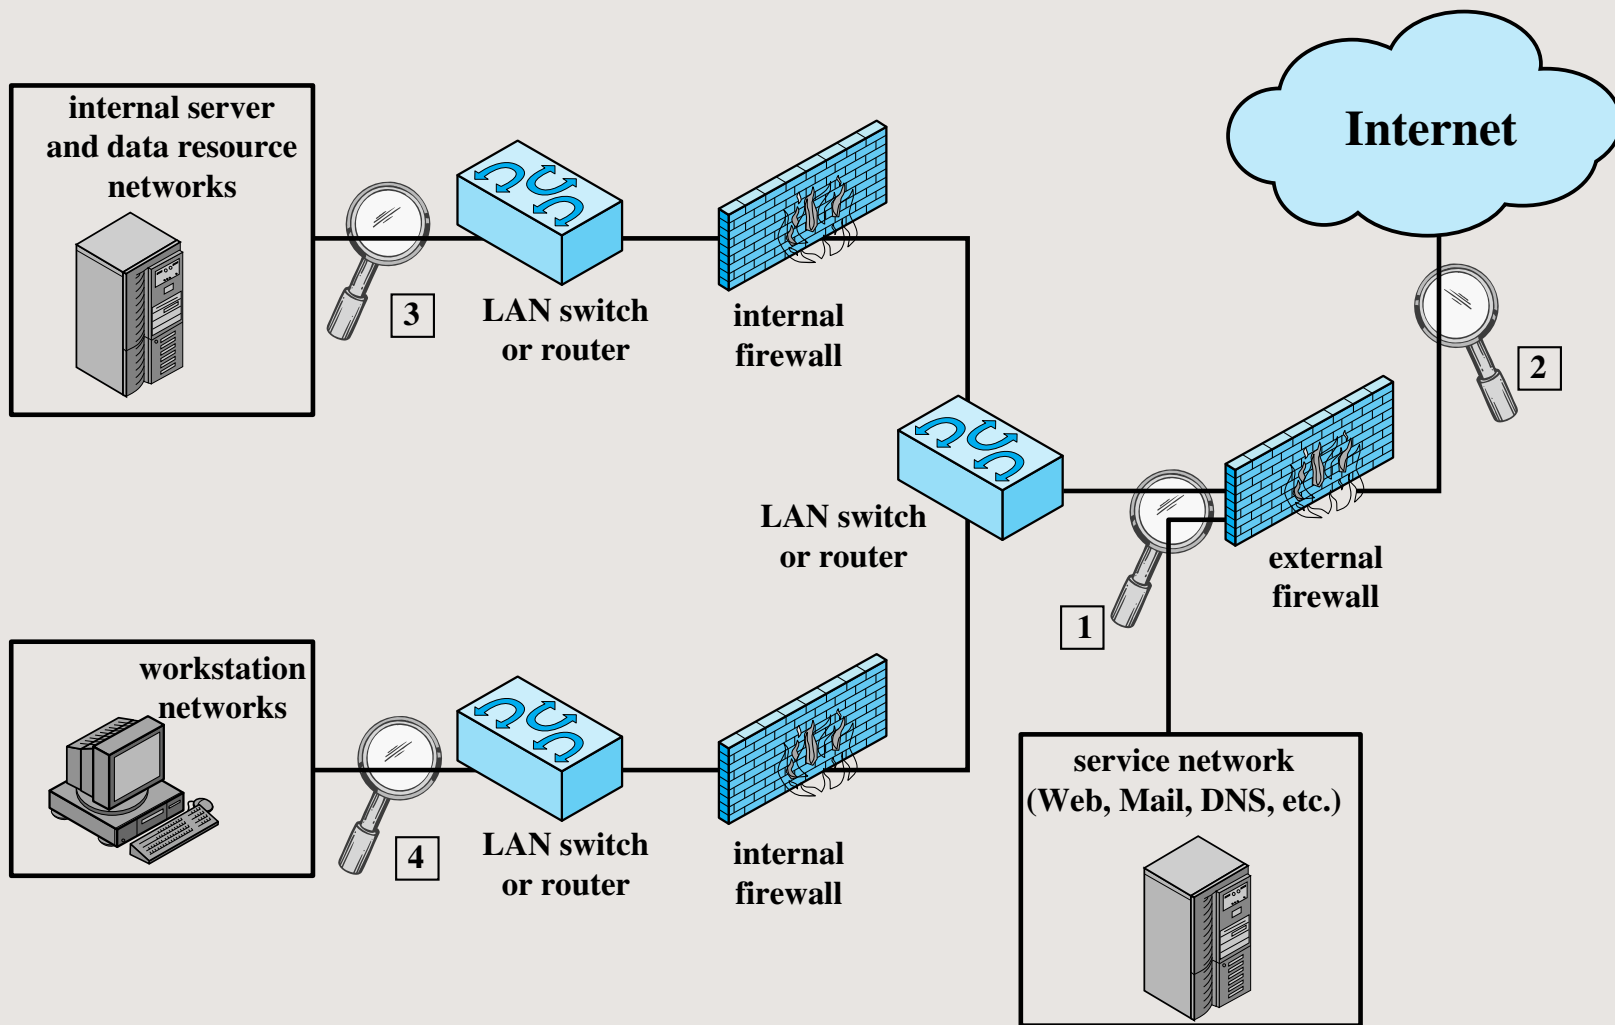 internal server
and data resource
networks
3
LAN switch
or router
internal
firewall
Internet
2
LAN switch
or router
1
external
firewall
workstation
networks
4
LAN switch
or router
internal
firewall
service network
(Web, Mail, DNS, etc.)